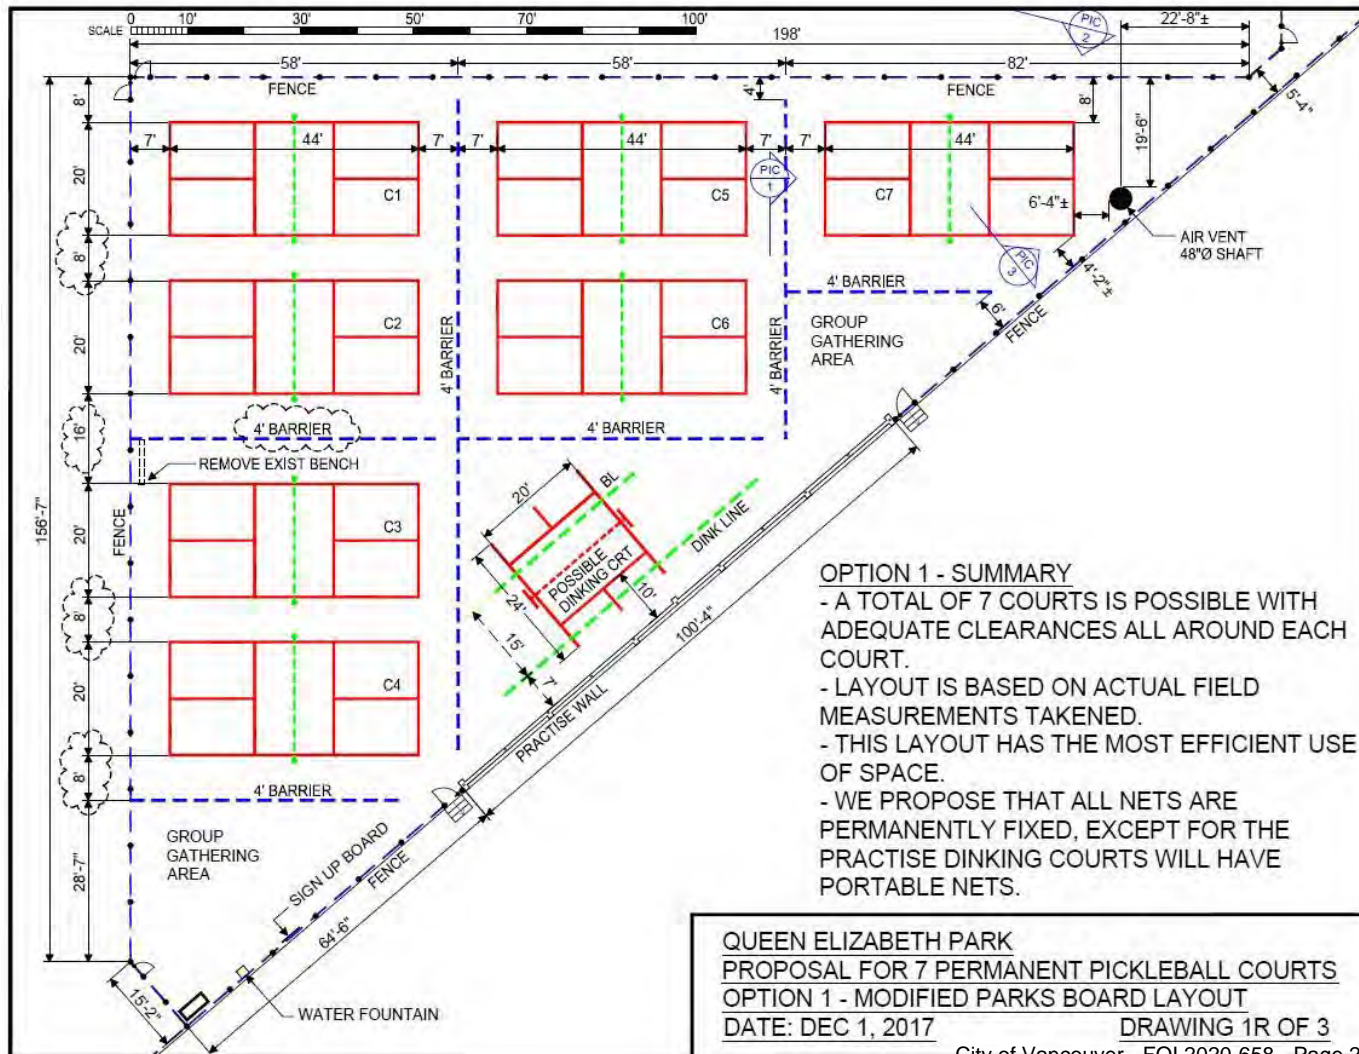 0 10' 30' 50' 70' 100'
SCALE
198'
58' 58' 82'
22'-8"±
PIC
2
FENCE
FENCE
8'
4'
8'
19'-6"
5'-4"
7' 44' 7' 7' 44' 7' 7' 44'
20'
C1
C5
C7
PIC
1
6'-4"±
AIR VENT
48"Ø SHAFT
PIC
3
4'-2"±
8'
4' BARRIER
6'
FENCE
20'
C2
C6
GROUP
GATHERING
AREA
4' BARRIER
4' BARRIER
16'
4' BARRIER
4' BARRIER
REMOVE EXIST BENCH
156'-7"
FENCE
20'
C3
20'
BL
DINK LINE
POSSIBLE
DINKING CRT
24'
10'
15'
7'
100'-4"
PRACTISE WALL
8'
20'
C4
8'
4' BARRIER
28'-7"
GROUP
GATHERING
AREA
SIGN UP BOARD
FENCE
64'-6"
15'-2"
WATER FOUNTAIN
OPTION 1 - SUMMARY
- A TOTAL OF 7 COURTS IS POSSIBLE WITH
ADEQUATE CLEARANCES ALL AROUND EACH
COURT.
- LAYOUT IS BASED ON ACTUAL FIELD
MEASUREMENTS TAKENED.
- THIS LAYOUT HAS THE MOST EFFICIENT USE
OF SPACE.
- WE PROPOSE THAT ALL NETS ARE
PERMANENTLY FIXED, EXCEPT FOR THE
PRACTISE DINKING COURTS WILL HAVE
PORTABLE NETS.
QUEEN ELIZABETH PARK
PROPOSAL FOR 7 PERMANENT PICKLEBALL COURTS
OPTION 1 - MODIFIED PARKS BOARD LAYOUT
DATE: DEC 1, 2017 DRAWING 1R OF 3
City of Vancouver - FOI 2020-658 - Page 2